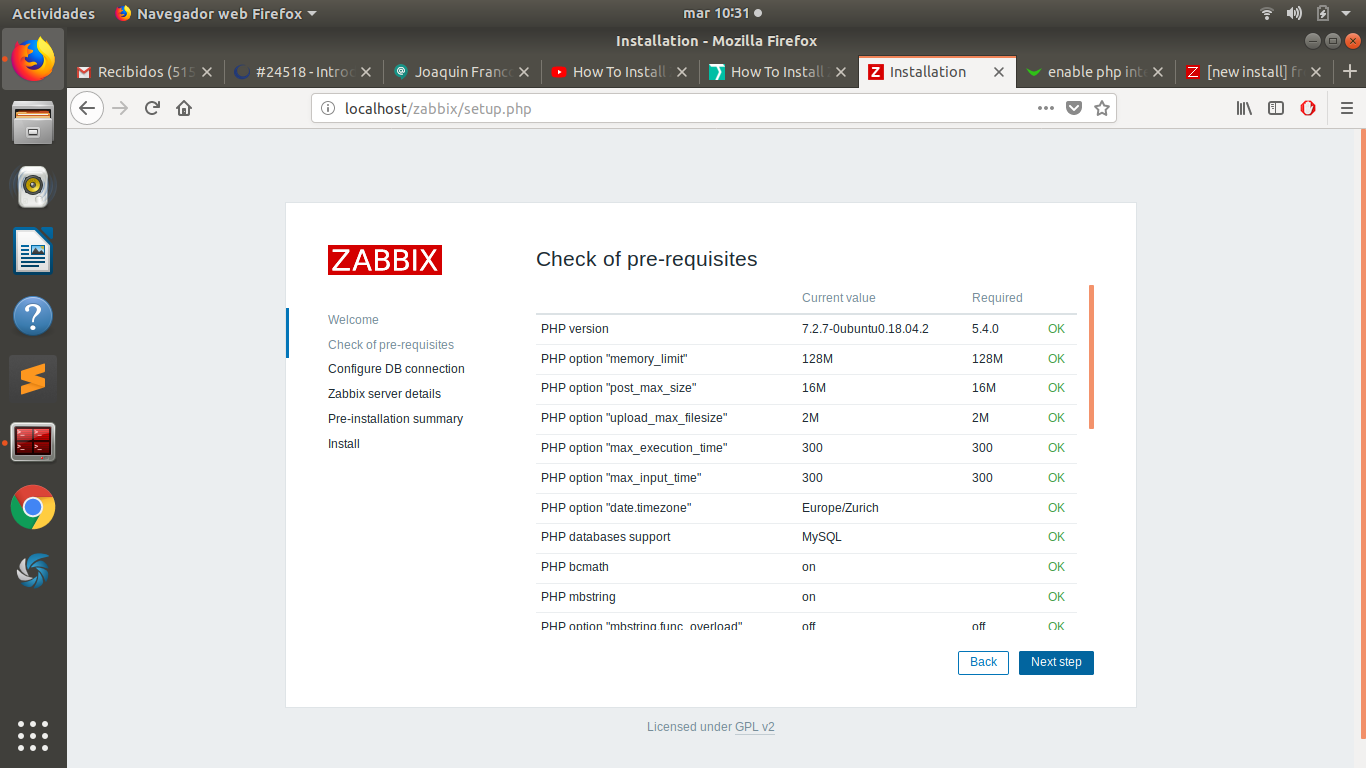 Actividades Navegador web Firefox mar 10:31
Installation - Mozilla Firefox
Recibidos (515 #24518 - Introd Joaquin Franco How To Install How To Install Installation enable php int [new install] fr
localhost/zabbix/setup.php
ZABBIX
Welcome
Check of pre-requisites
Configure DB connection
Zabbix server details
Pre-installation summary
Install
Check of pre-requisites
Current value Required
PHP version 7.2.7-0ubuntu0.18.04.2 5.4.0 OK
PHP option "memory_limit" 128M 128M OK
PHP option "post_max_size" 16M 16M OK
PHP option "upload_max_filesize" 2M 2M OK
PHP option "max_execution_time" 300 300 OK
PHP option "max_input_time" 300 300 OK
PHP option "date.timezone" Europe/Zurich OK
PHP databases support MySQL OK
PHP bcmath on OK
PHP mbstring on OK
PHP option "mbstring.func_overload" off off OK
Back Next step
Licensed under GPL v2